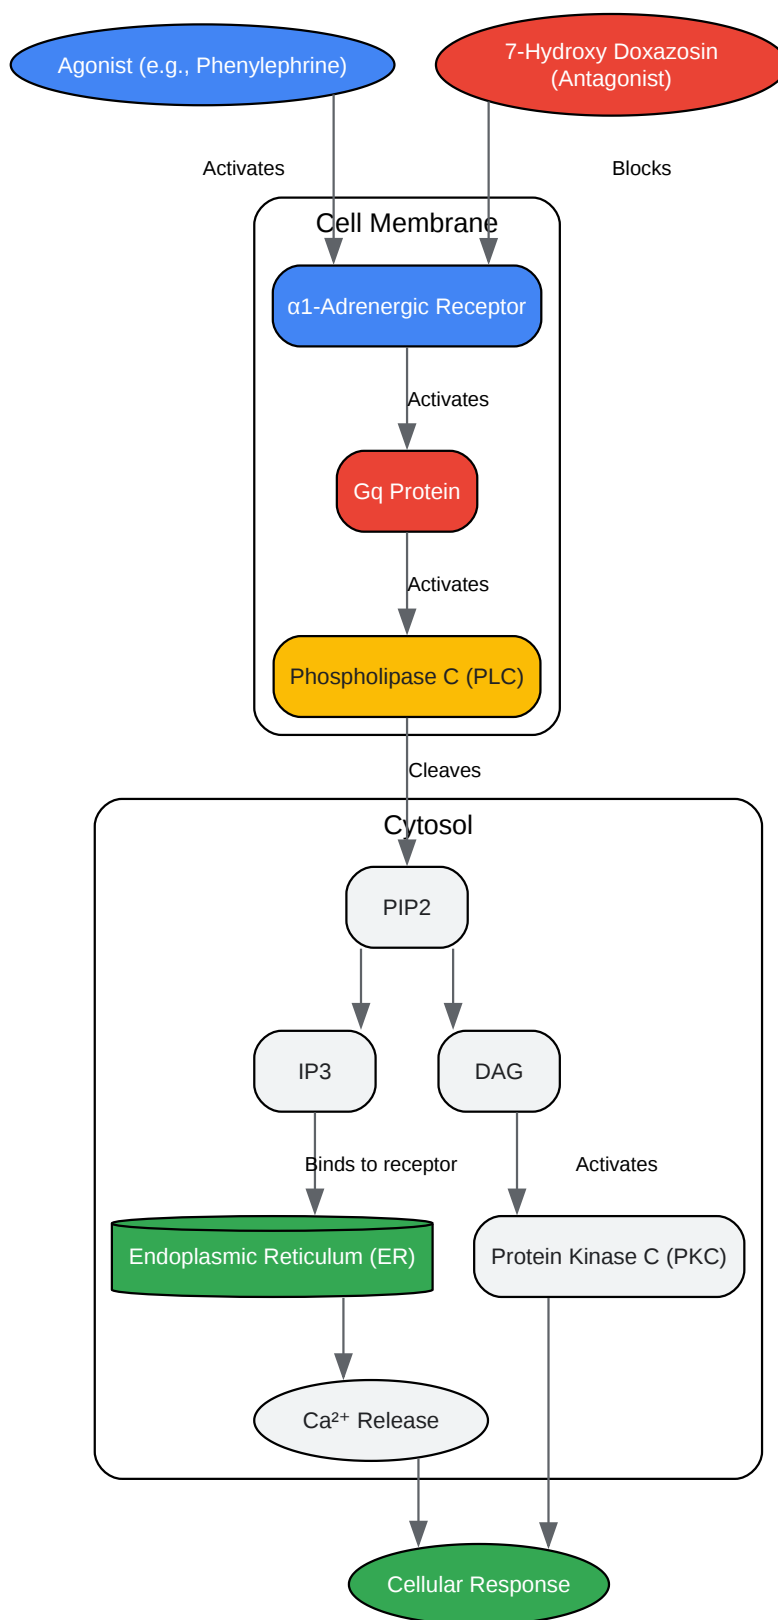 Agonist (e.g., Phenylephrine)
7-Hydroxy Doxazosin
(Antagonist)
Activates
Blocks
Cell Membrane
α1-Adrenergic Receptor
Activates
Gq Protein
Activates
Phospholipase C (PLC)
Cleaves
Cytosol
PIP2
IP3
DAG
Binds to receptor
Activates
Endoplasmic Reticulum (ER)
Protein Kinase C (PKC)
Ca²⁺ Release
Cellular Response